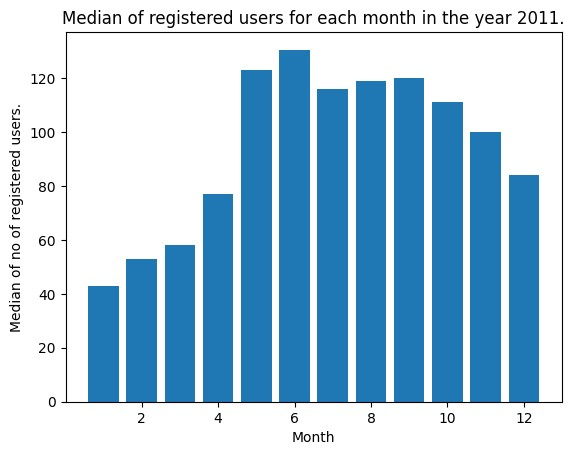 Median of registered users for each month in the year 2011.
Median of no of registered users.
120
100
80
60
40
20
0
2 4 6 8 10 12
Month